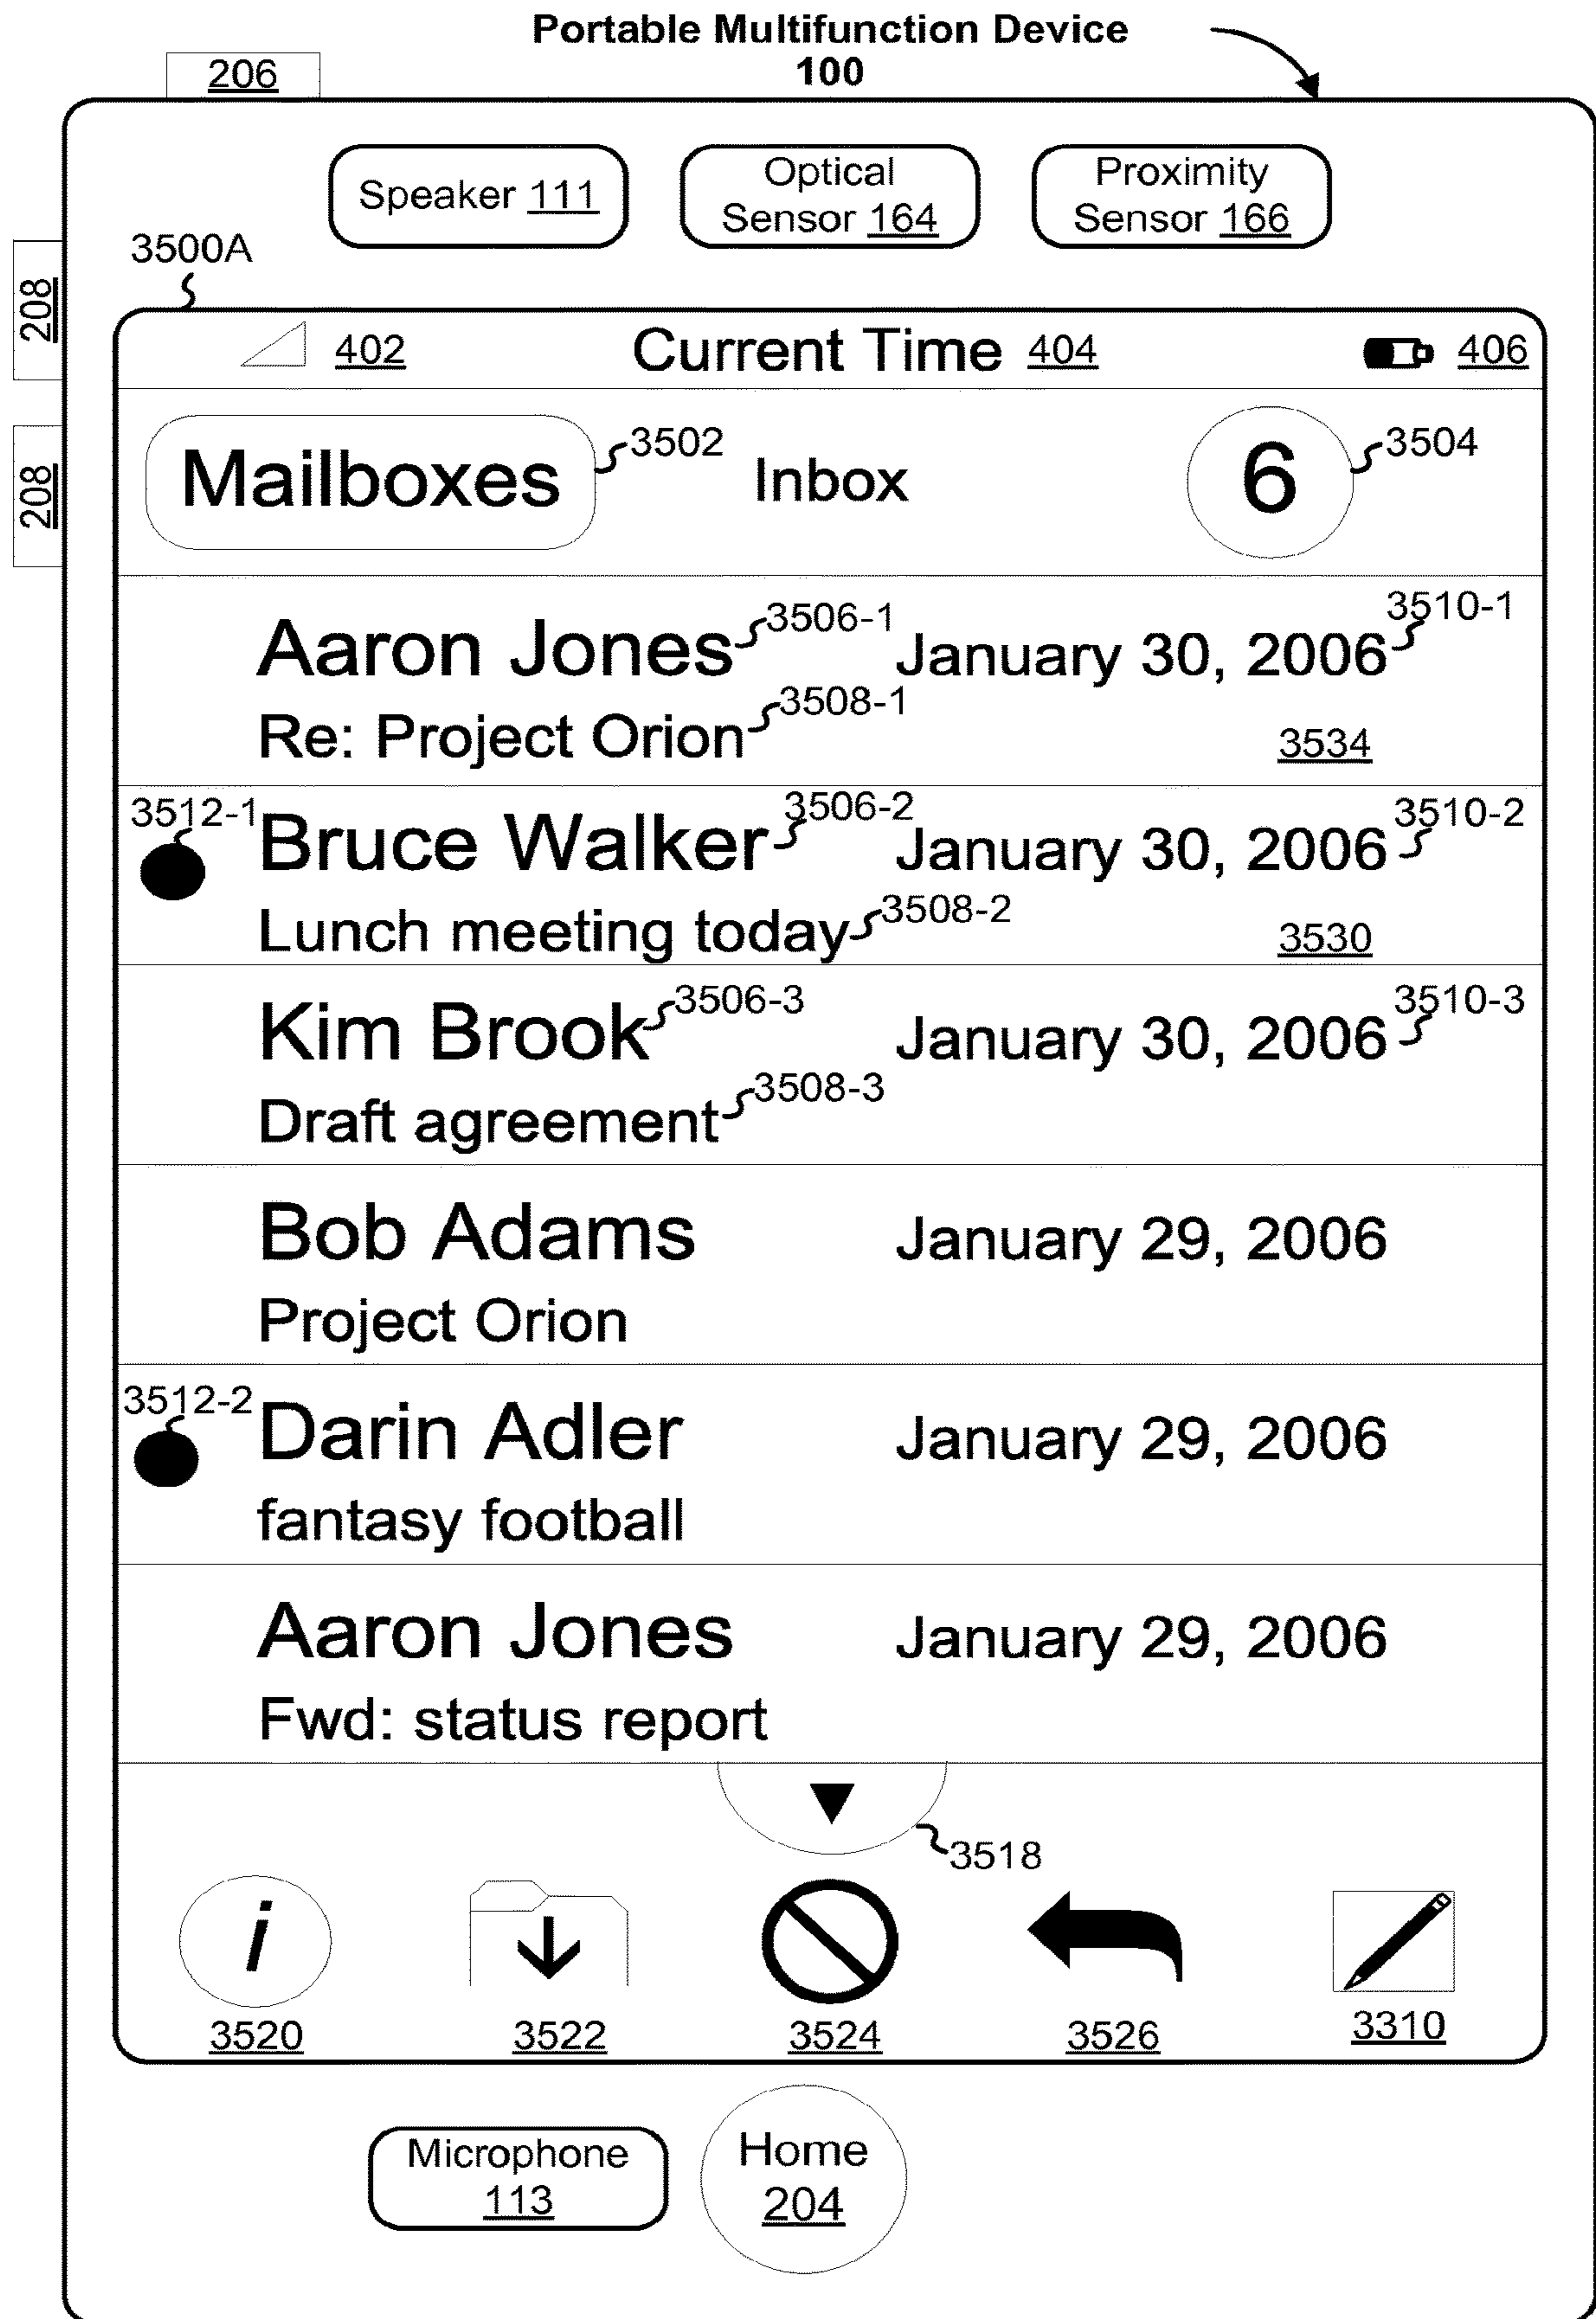 Portable Multifunction Device
100
206
Speaker 111
Optical
Sensor 164
Proximity
Sensor 166
3500A
208
208
402
Current Time 404
406
Mailboxes
3502
Inbox
6
3504
Aaron Jones
3506-1
January 30, 2006
3510-1
Re: Project Orion
3508-1
3534
3512-1
Bruce Walker
3506-2
January 30, 2006
3510-2
Lunch meeting today
3508-2
3530
Kim Brook
3506-3
January 30, 2006
3510-3
Draft agreement
3508-3
Bob Adams
January 29, 2006
Project Orion
3512-2
Darin Adler
January 29, 2006
fantasy football
Aaron Jones
January 29, 2006
Fwd: status report
3518
i
3520
3522
3524
3526
3310
Microphone
113
Home
204